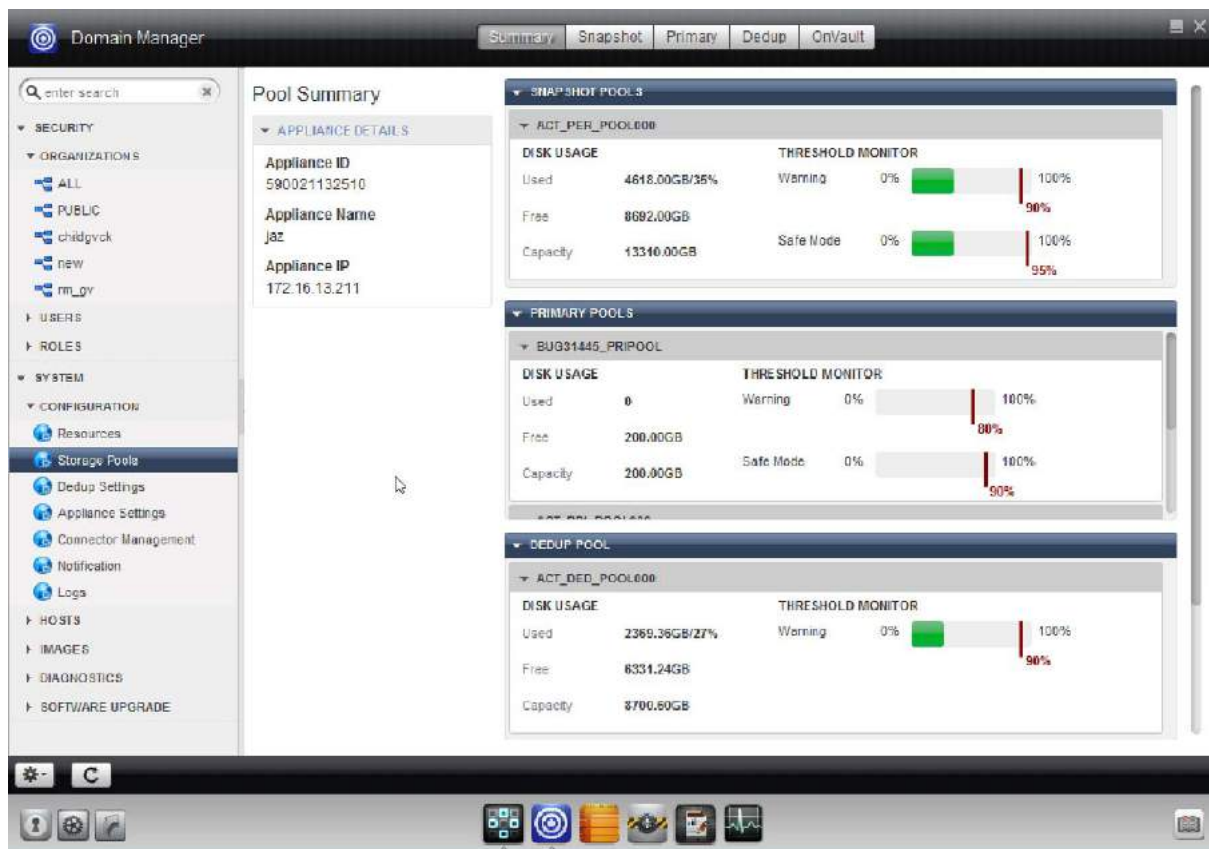 Domain Manager
Summary Snapshot Primary Dedup OnVault
enter search
SECURITY
ORGANIZATIONS
ALL
PUBLIC
childgvck
new
rm_gv
USERS
ROLES
SYSTEM
CONFIGURATION
Resources
Storage Pools
Dedup Settings
Appliance Settings
Connector Management
Notification
Logs
HOSTS
IMAGES
DIAGNOSTICS
SOFTWARE UPGRADE
Pool Summary
APPLIANCE DETAILS
Appliance ID
590021132510
Appliance Name
jaz
Appliance IP
172.16.13.211
SNAPSHOT POOLS
ACT_PER_POOL000
DISK USAGE THRESHOLD MONITOR
Used 4618.00GB/35% Warning 0% 100%
90%
Free 8692.00GB
Safe Mode 0% 100%
Capacity 13310.00GB
95%
PRIMARY POOLS
BUG31445_PRIPOOL
DISK USAGE THRESHOLD MONITOR
Used 0 Warning 0% 100%
80%
Free 200.00GB
Safe Mode 0% 100%
Capacity 200.00GB
90%
DEDUP POOL
ACT_DED_POOL000
DISK USAGE THRESHOLD MONITOR
Used 2369.36GB/27% Warning 0% 100%
90%
Free 6331.24GB
Capacity 8700.60GB